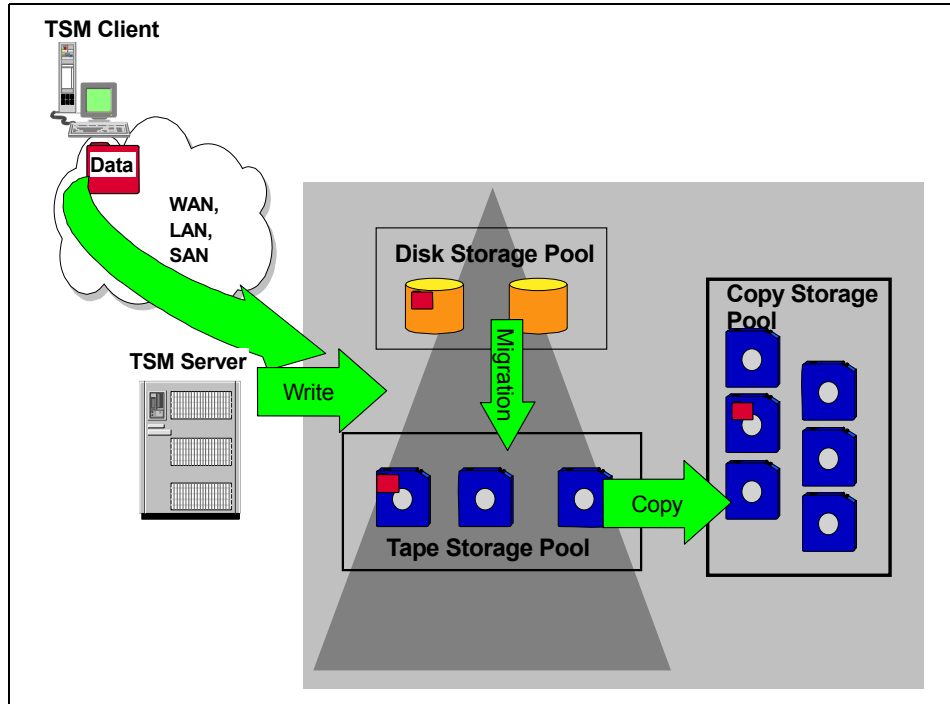 TSM Client
Data
WAN,
LAN,
SAN
Disk Storage Pool
Copy Storage
Pool
Migration
TSM Server
Write
Copy
Tape Storage Pool